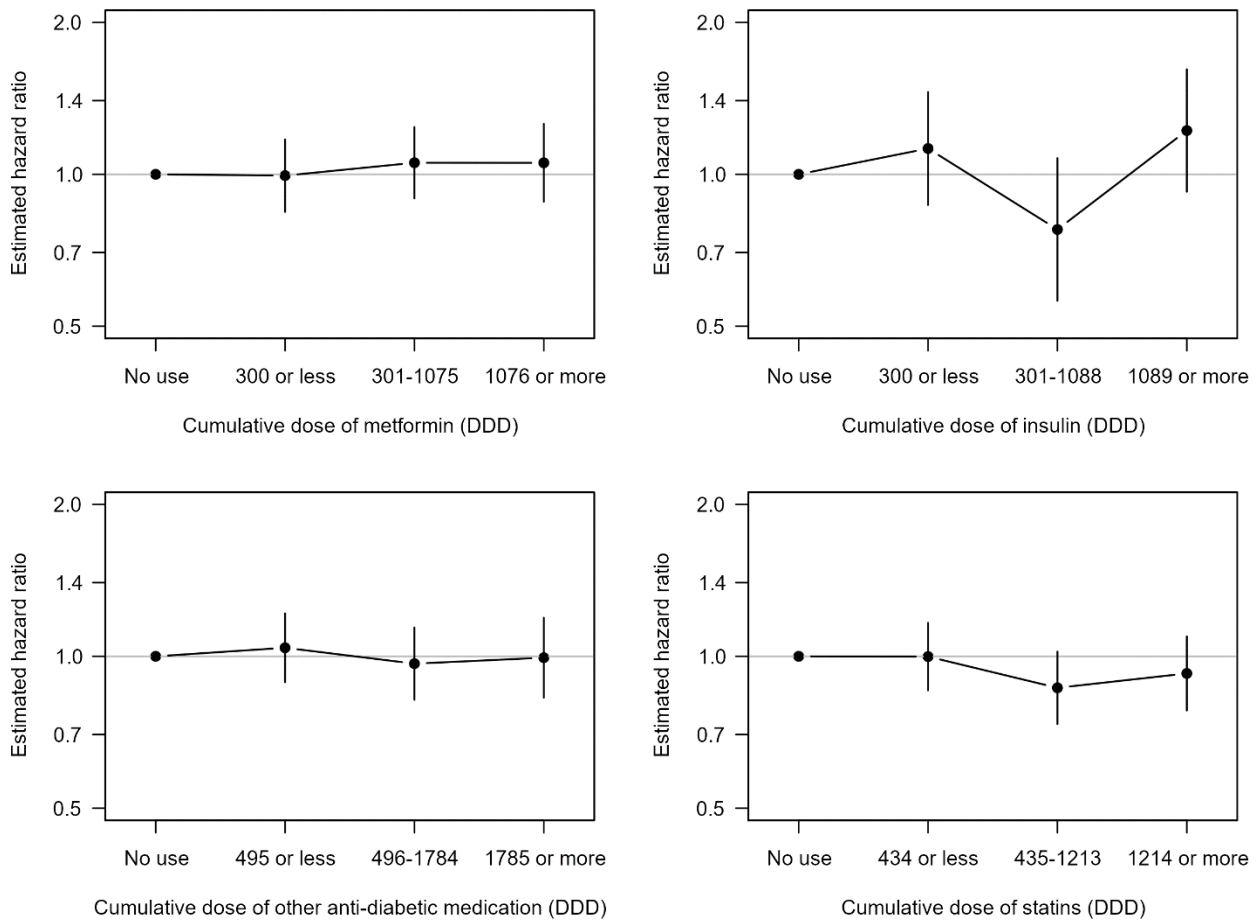 Estimated hazard ratio
2.0
1.4
1.0
0.7
0.5
No use 300 or less 301-1075 1076 or more
Cumulative dose of metformin (DDD)
Estimated hazard ratio
2.0
1.4
1.0
0.7
0.5
No use 300 or less 301-1088 1089 or more
Cumulative dose of insulin (DDD)
Estimated hazard ratio
2.0
1.4
1.0
0.7
0.5
No use 495 or less 496-1784 1785 or more
Cumulative dose of other anti-diabetic medication (DDD)
Estimated hazard ratio
2.0
1.4
1.0
0.7
0.5
No use 434 or less 435-1213 1214 or more
Cumulative dose of statins (DDD)